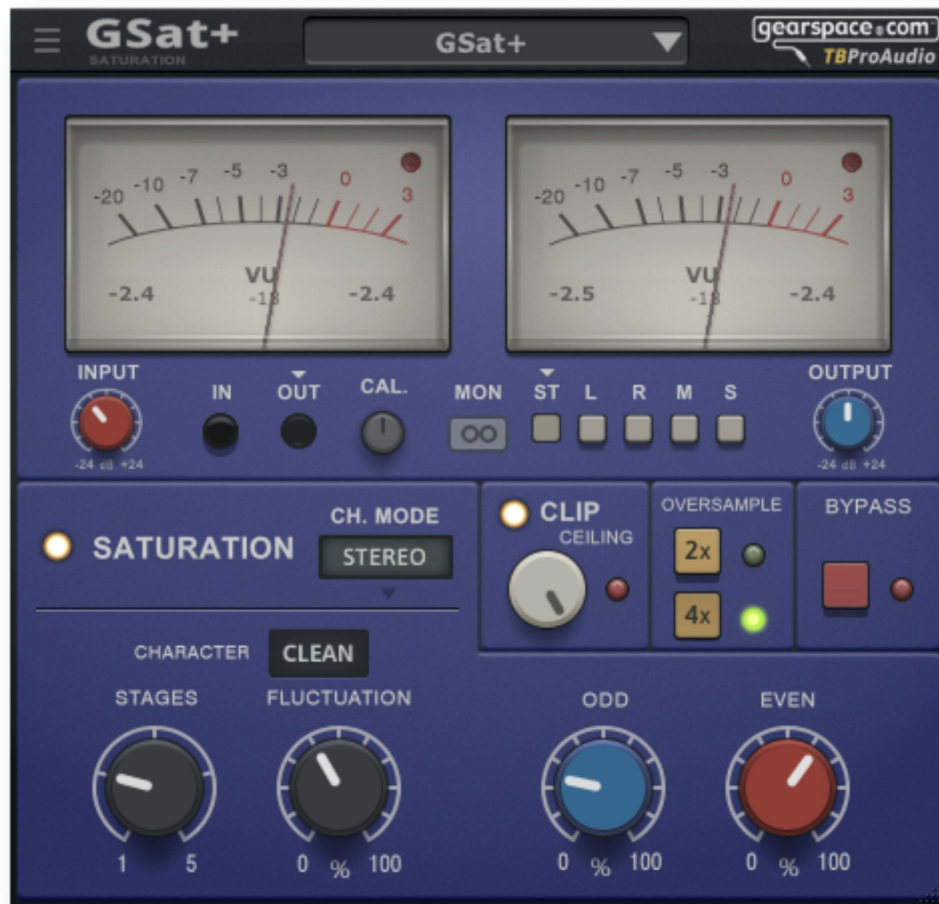 GSat+
SATURATION
GSat+
gearspace.com
TBProAudio
-20 -10 -7 -5 -3 0 3
VU
-18
-2.4 -2.4
-20 -10 -7 -5 -3 0 3
VU
-18
-2.5 -2.4
INPUT
-24 dB +24
IN
OUT
CAL.
MON
ST L R M S
OUTPUT
-24 dB +24
SATURATION
CH. MODE
STEREO
CLIP
CEILING
OVERSAMPLE
2x
4x
BYPASS
CHARACTER CLEAN
STAGES
1 5
FLUCTUATION
0 % 100
ODD
0 % 100
EVEN
0 % 100